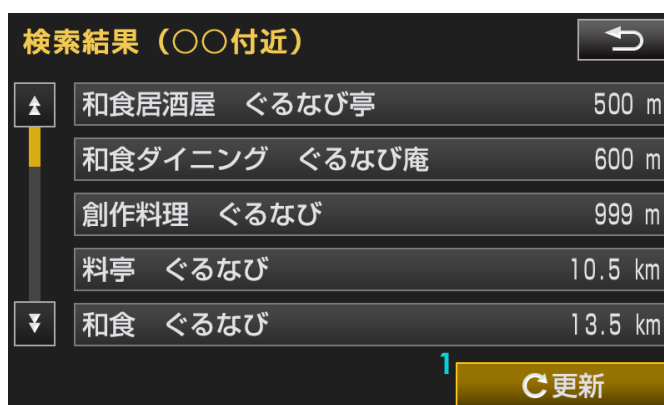 検索結果（○○付近）
和食居酒屋　ぐるなび亭 500 m
和食ダイニング　ぐるなび庵 600 m
創作料理　ぐるなび 999 m
料亭　ぐるなび 10.5 km
和食　ぐるなび 13.5 km
1
更新